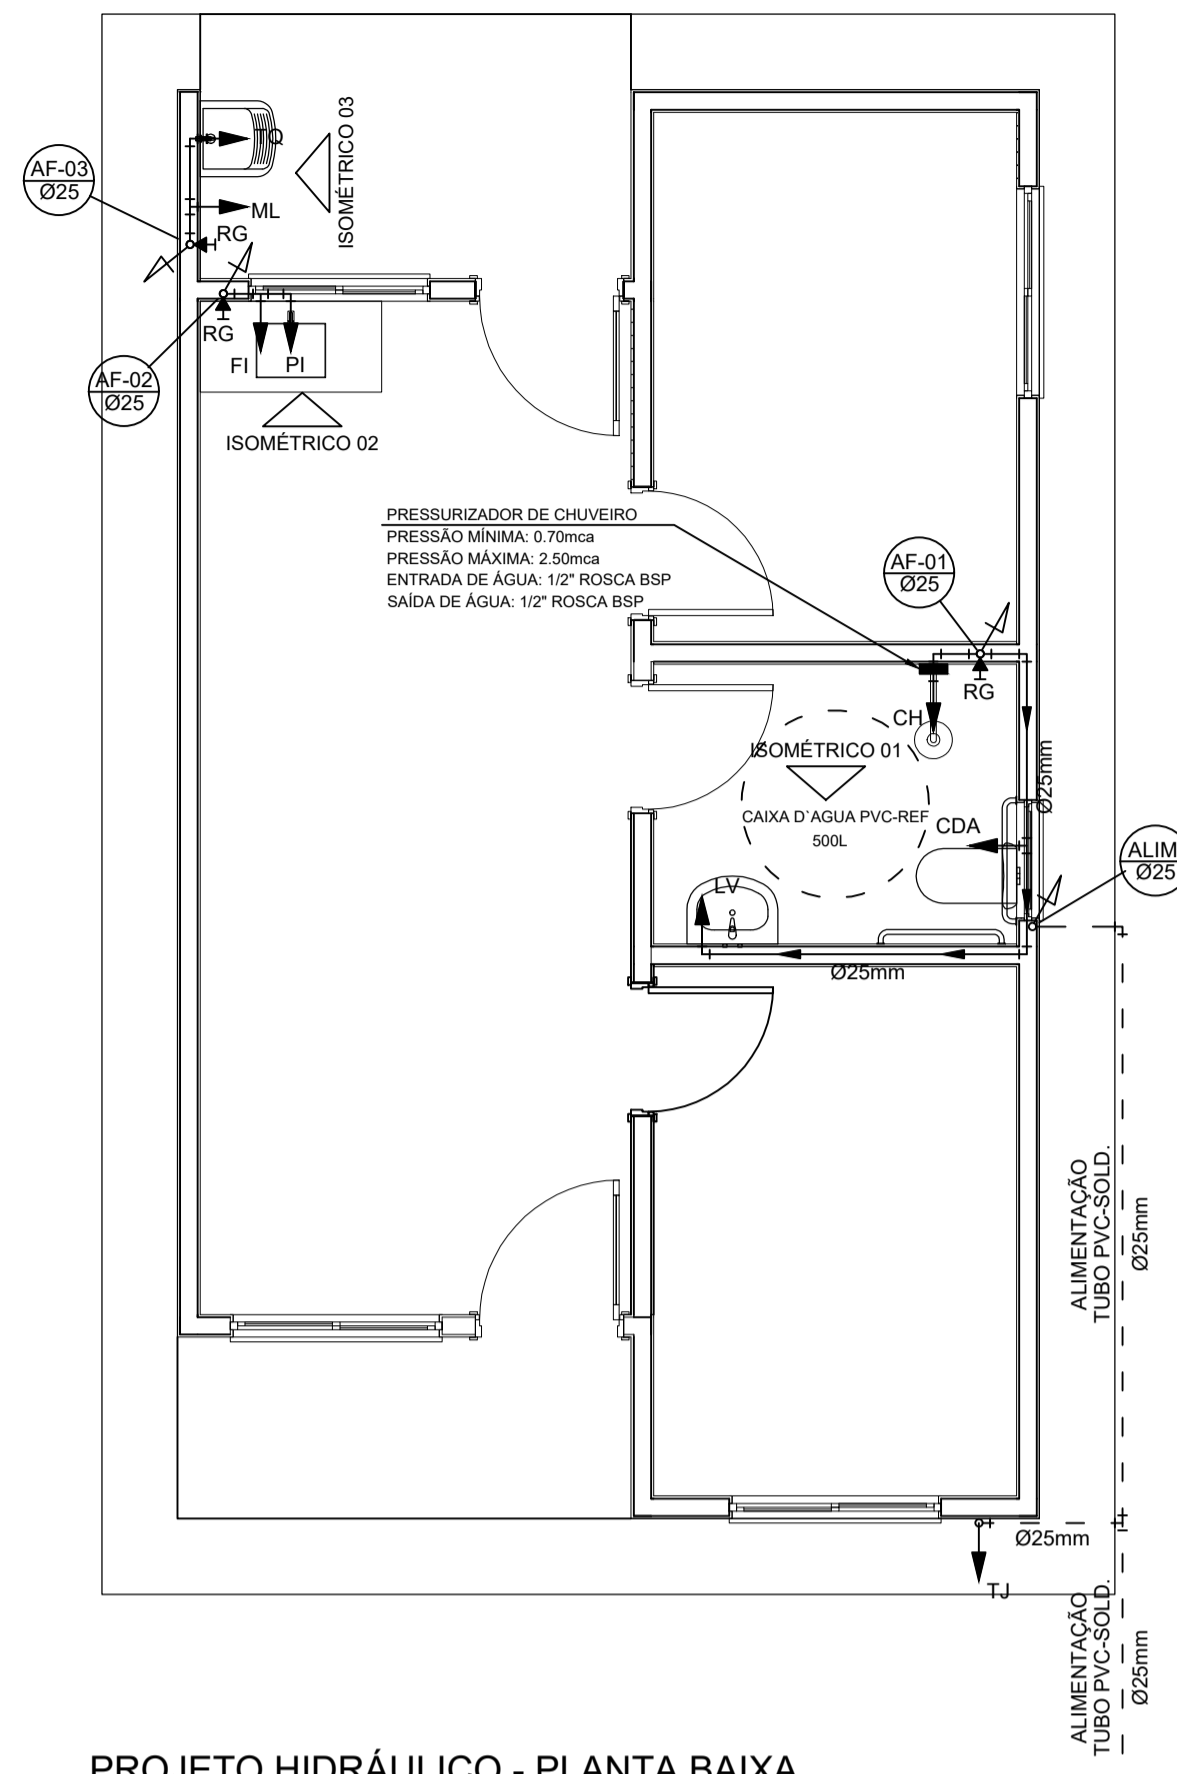 AF-03
Ø25
TQ
ISOMÉTRICO 03
ML
RG
RG
FI
PI
AF-02
Ø25
ISOMÉTRICO 02
PRESSURIZADOR DE CHUVEIRO
PRESSÃO MÍNIMA: 0.70mca
PRESSÃO MÁXIMA: 2.50mca
ENTRADA DE ÁGUA: 1/2" ROSCA BSP
SAÍDA DE ÁGUA: 1/2" ROSCA BSP
AF-01
Ø25
RG
CH
ISOMÉTRICO 01
Ø25mm
CAIXA D`AGUA PVC-REF
500L
CDA
ALIM
Ø25
LV
Ø25mm
ALIMENTAÇÃO
TUBO PVC-SOLD.
Ø25mm
Ø25mm
TJ
ALIMENTAÇÃO
TUBO PVC-SOLD.
Ø25mm
PROJETO HIDRÁULICO - PLANTA BAIXA